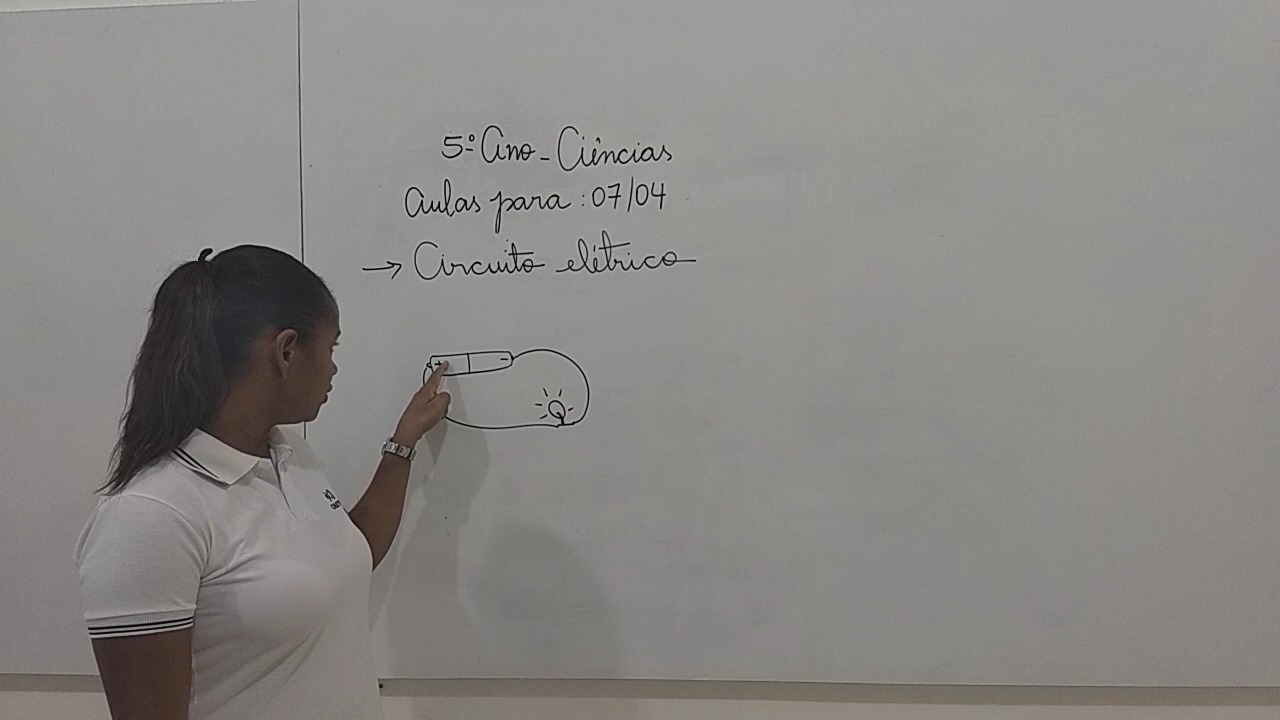 5º Ano - Ciências
Aulas para: 07/04
→ Circuito elétrico
+ -